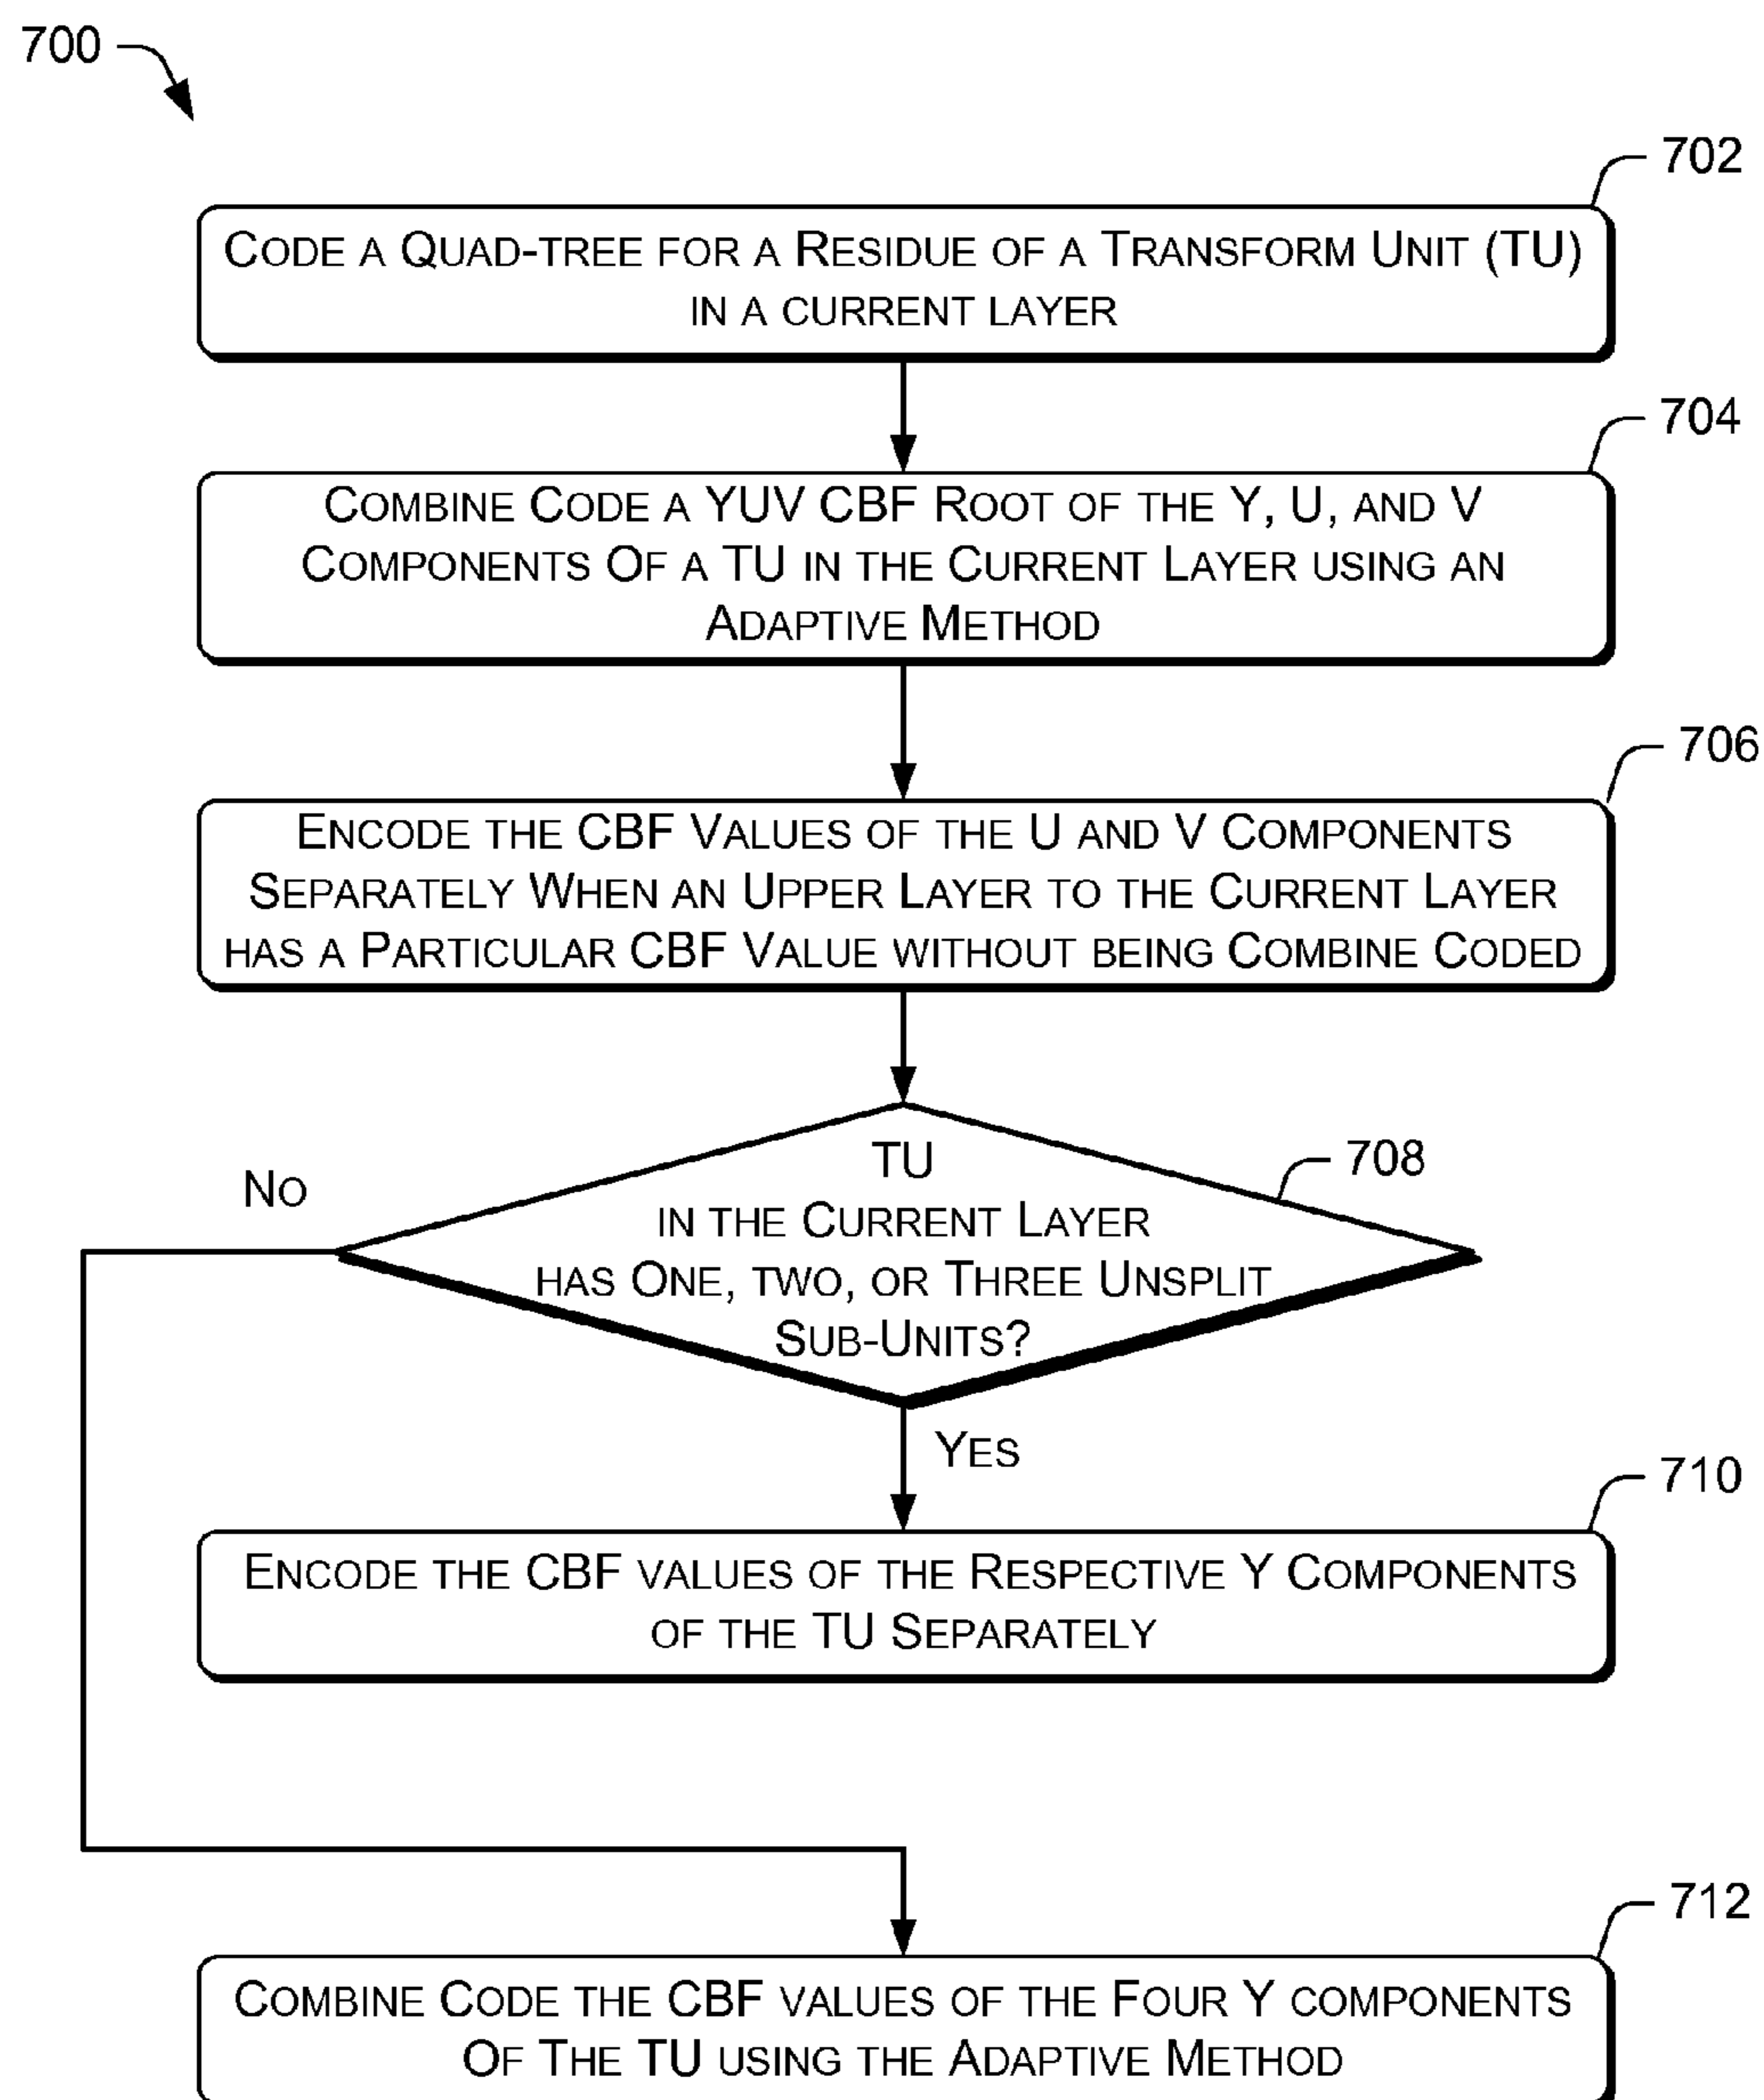 700
702
CODE A QUAD-TREE FOR A RESIDUE OF A TRANSFORM UNIT (TU)
IN A CURRENT LAYER
704
COMBINE CODE A YUV CBF ROOT OF THE Y, U, AND V
COMPONENTS OF A TU IN THE CURRENT LAYER USING AN
ADAPTIVE METHOD
706
ENCODE THE CBF VALUES OF THE U AND V COMPONENTS
SEPARATELY WHEN AN UPPER LAYER TO THE CURRENT LAYER
HAS A PARTICULAR CBF VALUE WITHOUT BEING COMBINE CODED
708
TU
IN THE CURRENT LAYER
HAS ONE, TWO, OR THREE UNSPLIT
SUB-UNITS?
NO
YES
710
ENCODE THE CBF VALUES OF THE RESPECTIVE Y COMPONENTS
OF THE TU SEPARATELY
712
COMBINE CODE THE CBF VALUES OF THE FOUR Y COMPONENTS
OF THE TU USING THE ADAPTIVE METHOD